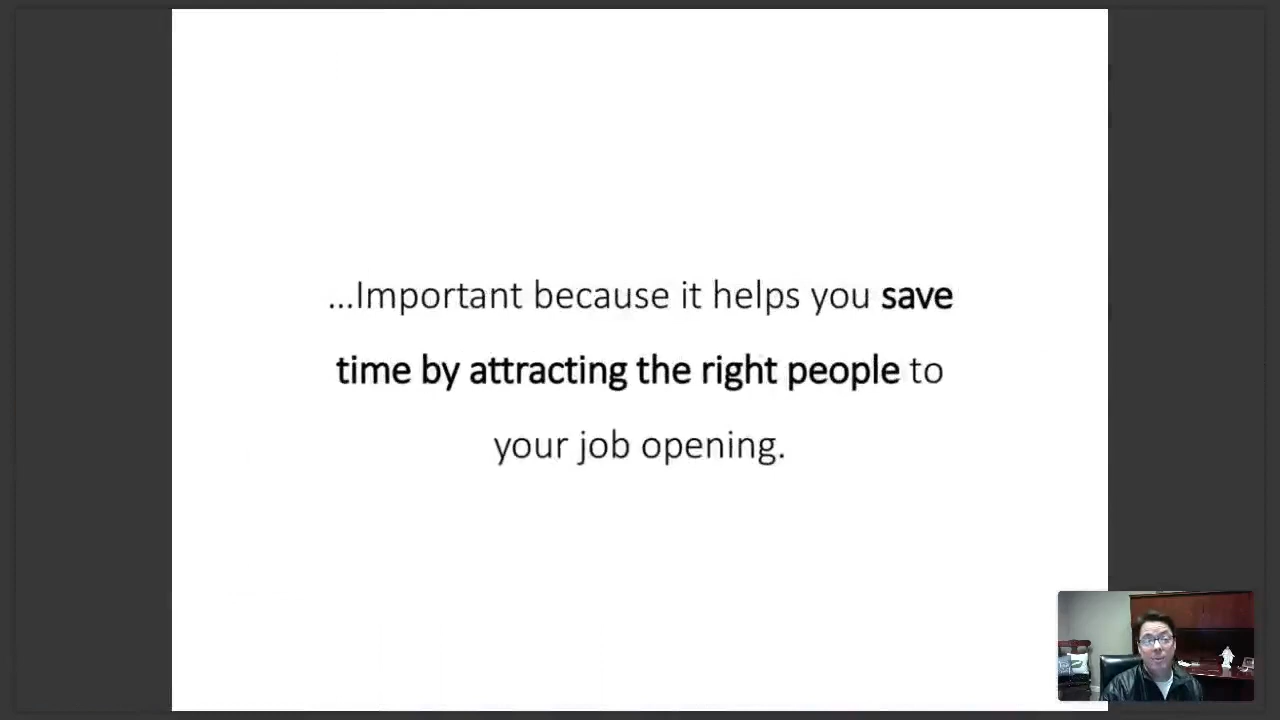 ...Important because it helps you save
time by attracting the right people to
your job opening.